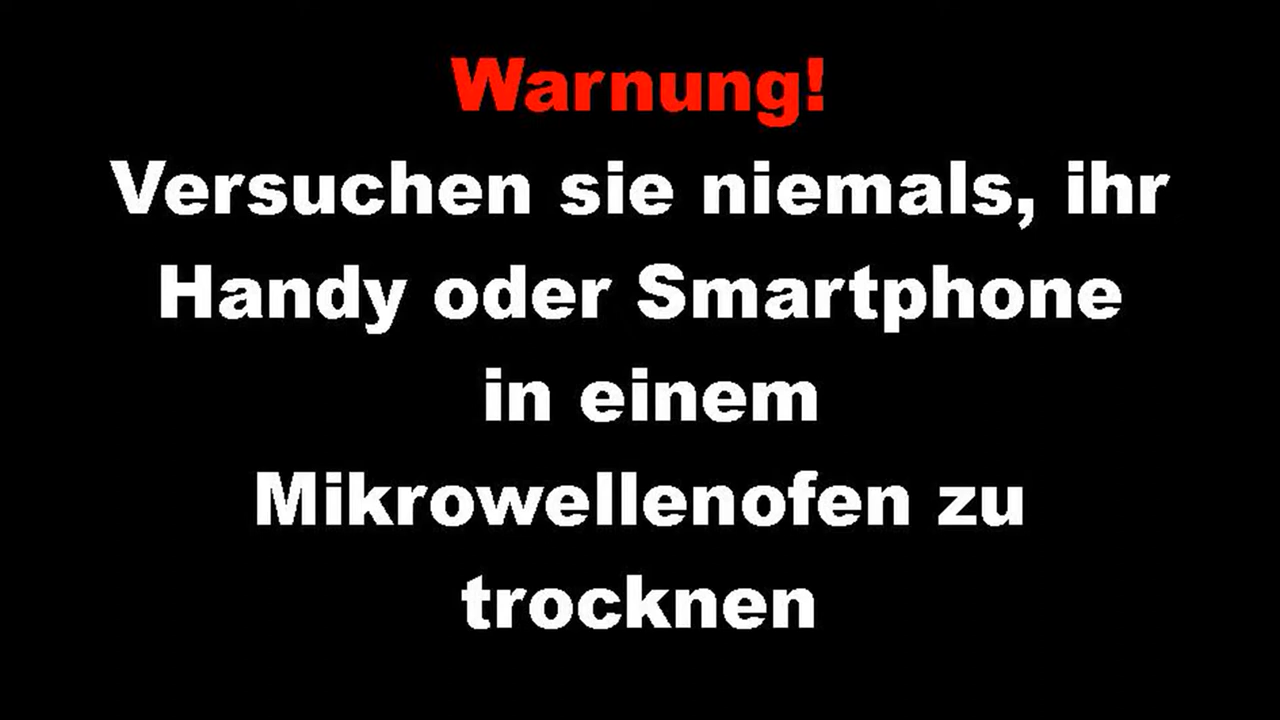 Warnung!
Versuchen sie niemals, ihr
Handy oder Smartphone
in einem
Mikrowellenofen zu
trocknen